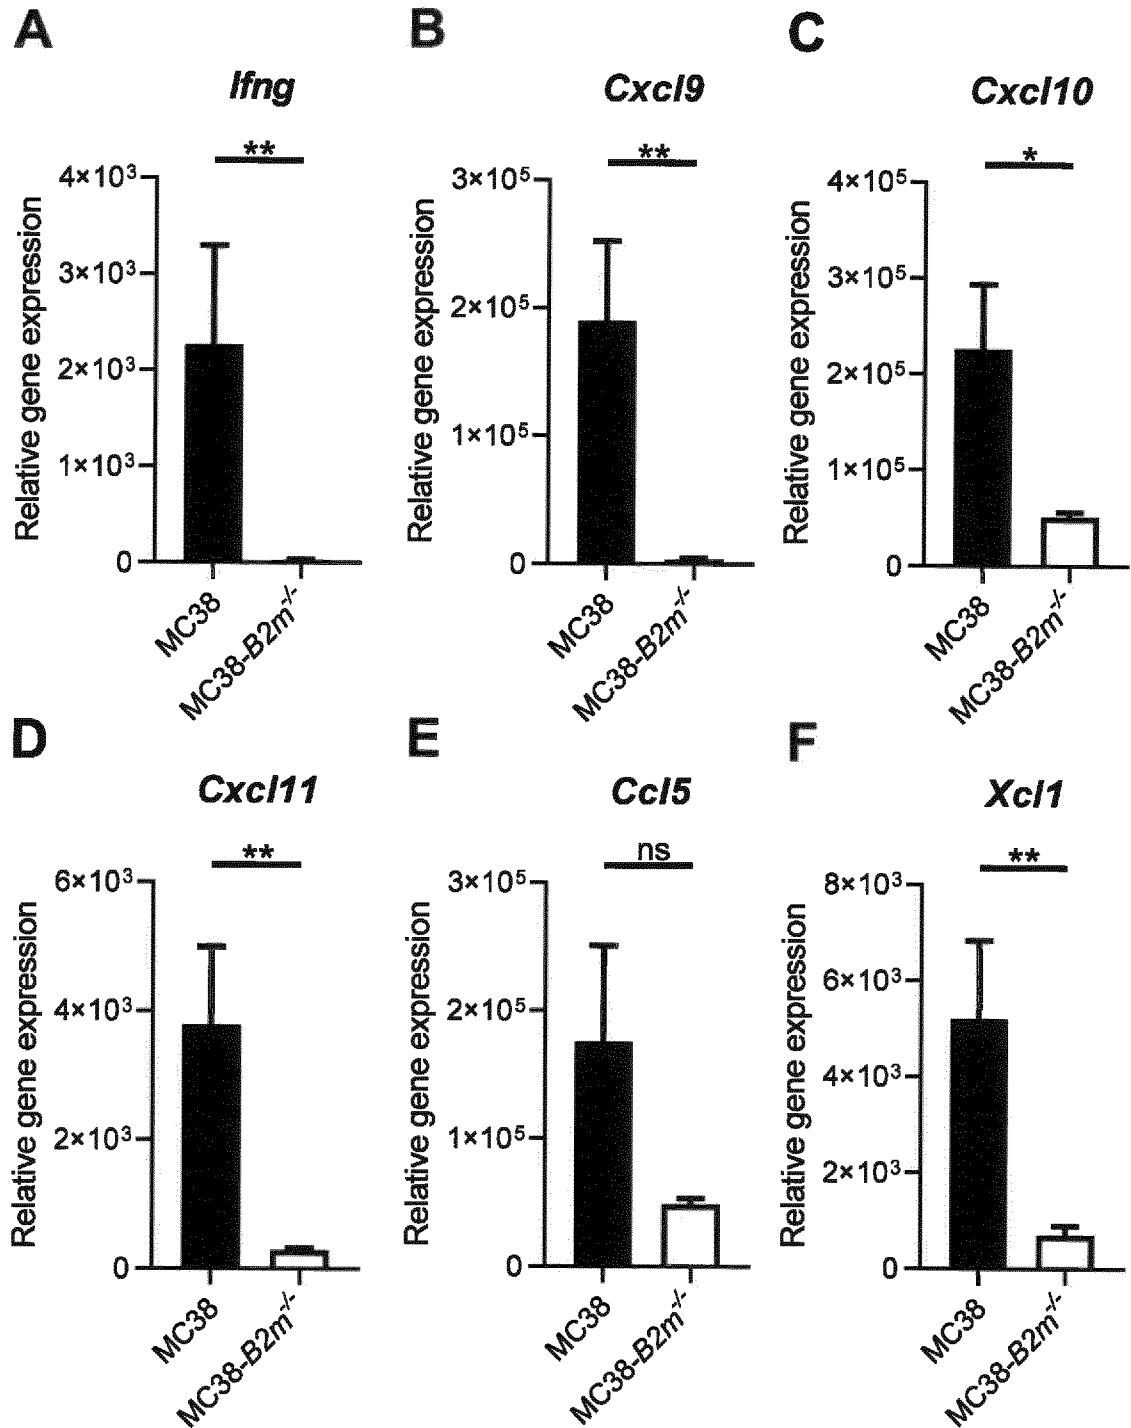 A
Ifng
**
4×10³
3×10³
2×10³
1×10³
0
Relative gene expression
MC38
MC38-B2m⁻/⁻
B
Cxcl9
**
3×10⁵
2×10⁵
1×10⁵
0
Relative gene expression
MC38
MC38-B2m⁻/⁻
C
Cxcl10
*
4×10⁵
3×10⁵
2×10⁵
1×10⁵
0
Relative gene expression
MC38
MC38-B2m⁻/⁻
D
Cxcl11
**
6×10³
4×10³
2×10³
0
Relative gene expression
MC38
MC38-B2m⁻/⁻
E
Ccl5
ns
3×10⁵
2×10⁵
1×10⁵
0
Relative gene expression
MC38
MC38-B2m⁻/⁻
F
Xcl1
**
8×10³
6×10³
4×10³
2×10³
0
Relative gene expression
MC38
MC38-B2m⁻/⁻